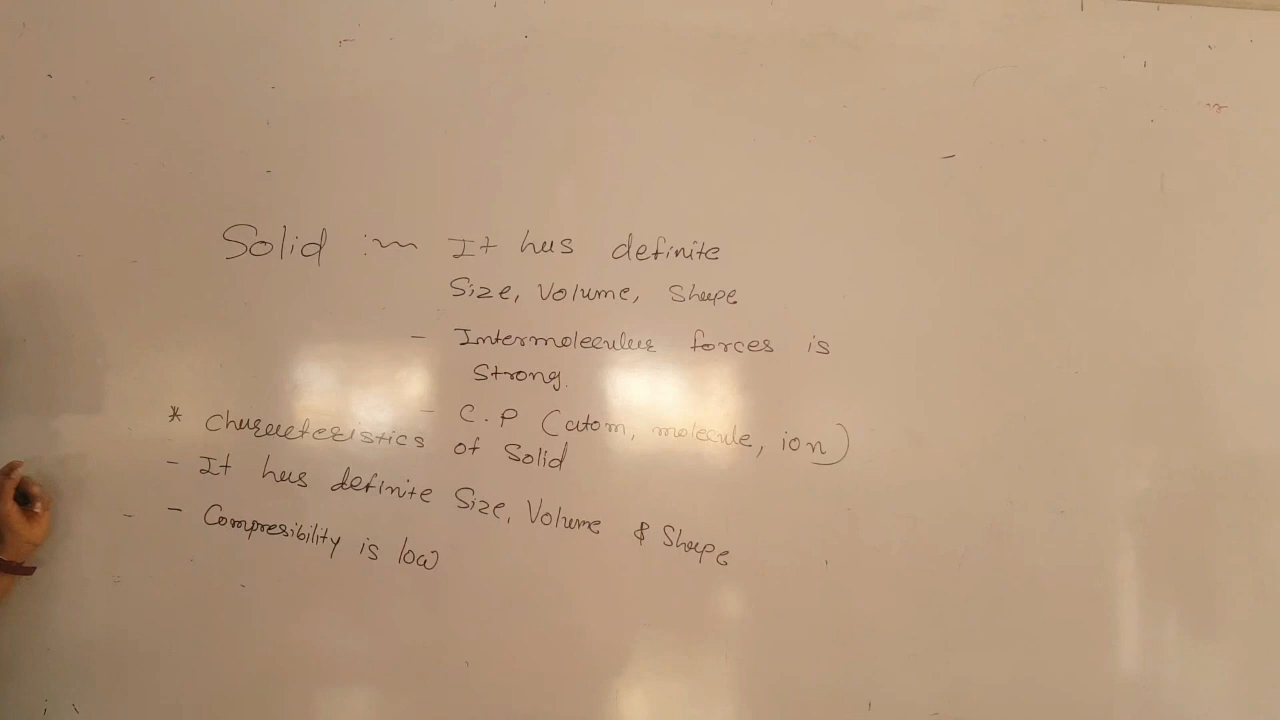 Solid :~ It has definite
Size, Volume, Shape
- Intermolecular forces is
Strong.
- C.P (atom, molecule, ion)
* Characteristics of Solid
- It has definite Size, Volume & Shape
- Compresibility is low